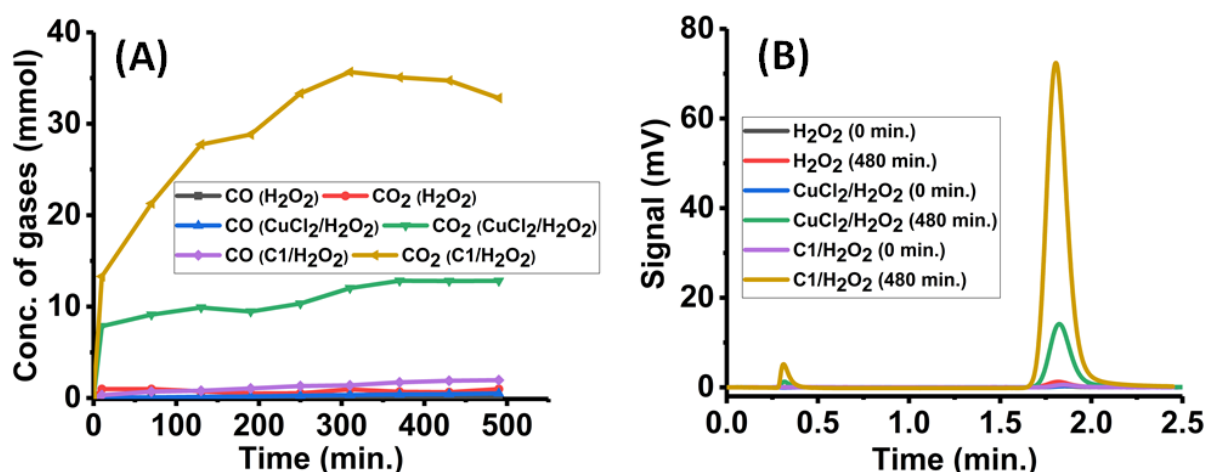 (A)
Conc. of gases (mmol)
40
30
20
10
0
CO (H₂O₂) CO₂ (H₂O₂)
CO (CuCl₂/H₂O₂) CO₂ (CuCl₂/H₂O₂)
CO (C1/H₂O₂) CO₂ (C1/H₂O₂)
0 100 200 300 400 500
Time (min.)
(B)
Signal (mV)
80
60
40
20
0
H₂O₂ (0 min.)
H₂O₂ (480 min.)
CuCl₂/H₂O₂ (0 min.)
CuCl₂/H₂O₂ (480 min.)
C1/H₂O₂ (0 min.)
C1/H₂O₂ (480 min.)
0.0 0.5 1.0 1.5 2.0 2.5
Time (min.)